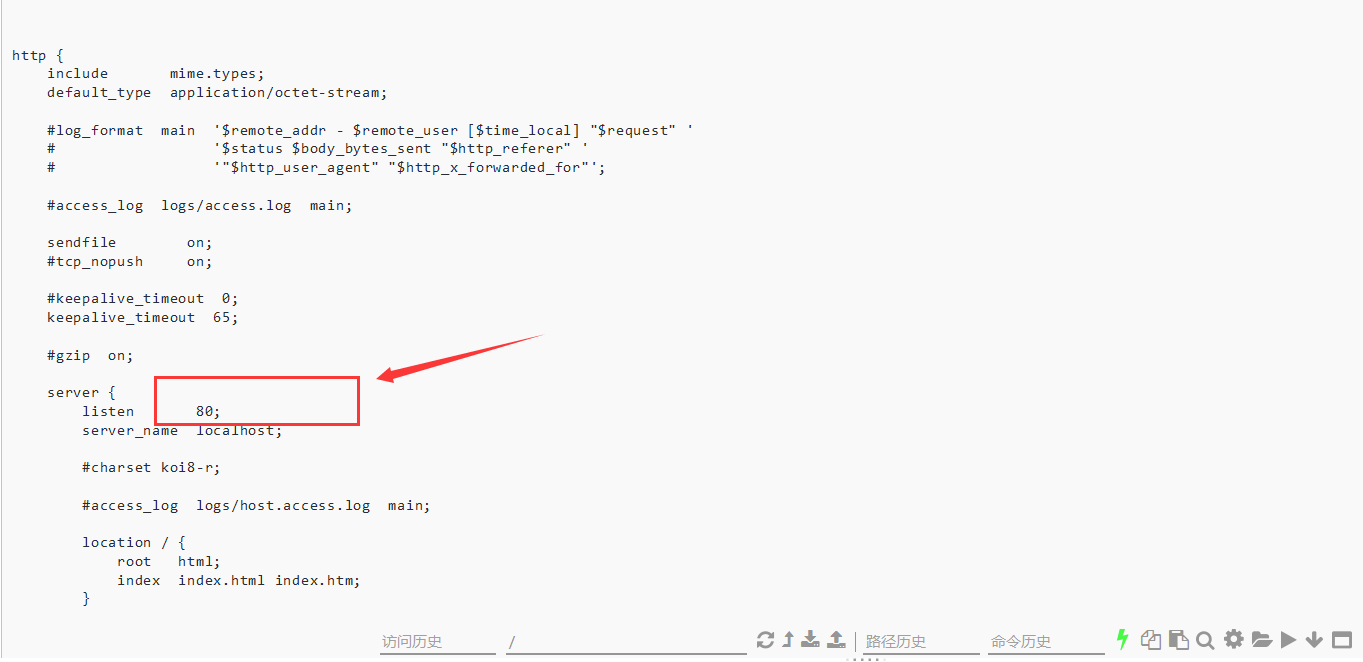 http {
    include       mime.types;
    default_type  application/octet-stream;
    #log_format  main  '$remote_addr - $remote_user [$time_local] "$request" '
    #                  '$status $body_bytes_sent "$http_referer" '
    #                  '"$http_user_agent" "$http_x_forwarded_for"';
    #access_log  logs/access.log  main;
    sendfile        on;
    #tcp_nopush     on;
    #keepalive_timeout  0;
    keepalive_timeout  65;
    #gzip  on;
    server {
        listen       80;
        server_name  localhost;
        #charset koi8-r;
        #access_log  logs/host.access.log  main;
        location / {
            root   html;
            index  index.html index.htm;
        }
访问历史 / 路径历史 命令历史